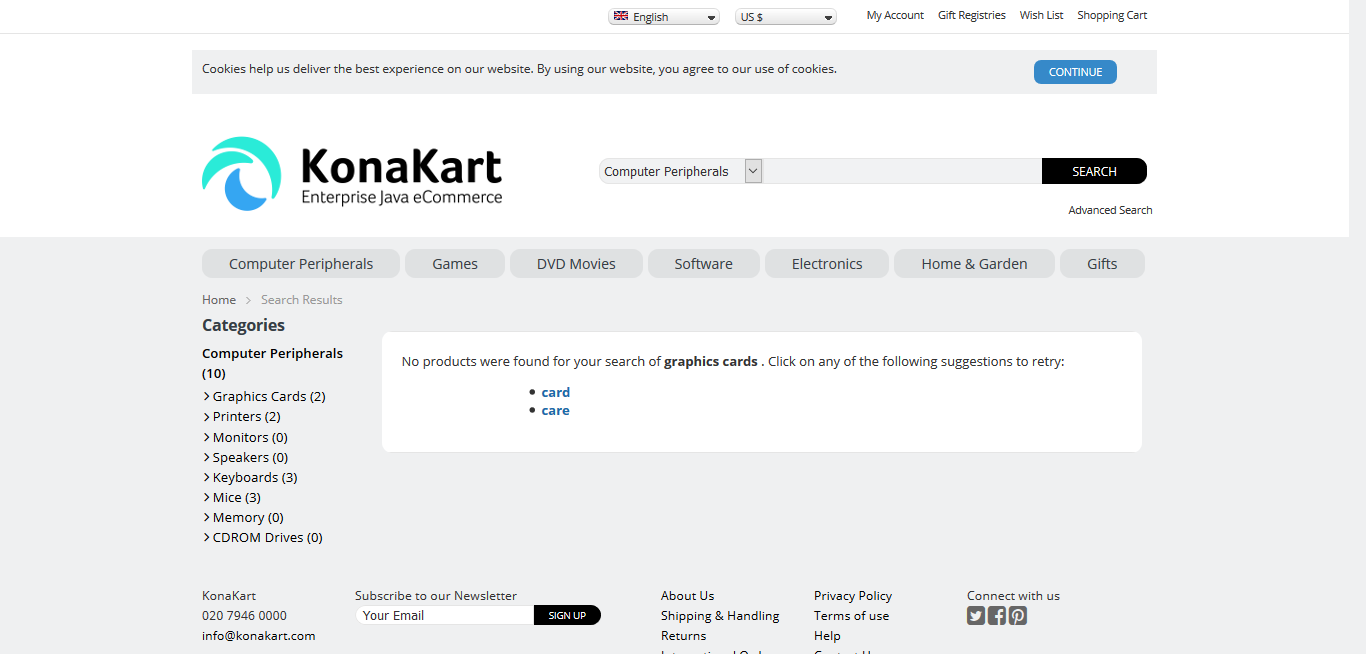 English
US $
My Account
Gift Registries
Wish List
Shopping Cart
Cookies help us deliver the best experience on our website. By using our website, you agree to our use of cookies.
CONTINUE
KonaKart
Enterprise Java eCommerce
Computer Peripherals
SEARCH
Advanced Search
Computer Peripherals
Games
DVD Movies
Software
Electronics
Home & Garden
Gifts
Home
Search Results
Categories
Computer Peripherals
(10)
Graphics Cards (2)
Printers (2)
Monitors (0)
Speakers (0)
Keyboards (3)
Mice (3)
Memory (0)
CDROM Drives (0)
No products were found for your search of graphics cards . Click on any of the following suggestions to retry:
card
care
KonaKart
020 7946 0000
info@konakart.com
Subscribe to our Newsletter
Your Email
SIGN UP
About Us
Shipping & Handling
Returns
Privacy Policy
Terms of use
Help
Connect with us